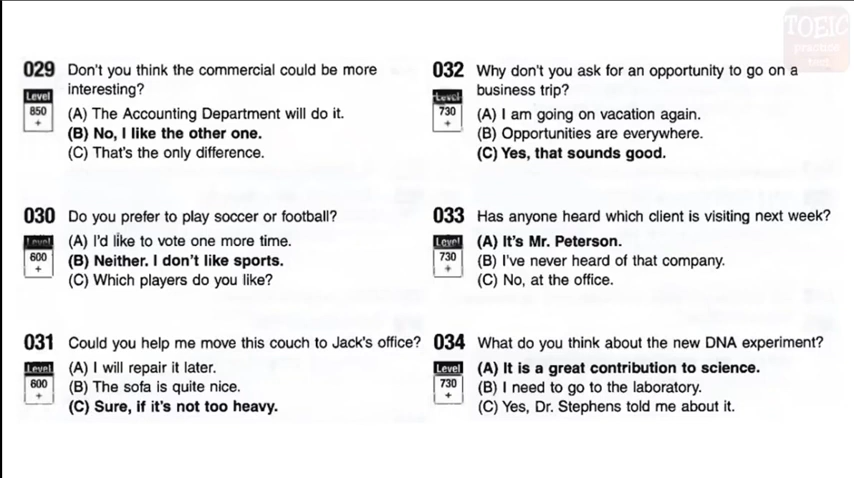 TOEIC
practice
test
029 Don't you think the commercial could be more
interesting?
Level
850
+
(A) The Accounting Department will do it.
(B) No, I like the other one.
(C) That's the only difference.
030 Do you prefer to play soccer or football?
Level
600
+
(A) I'd like to vote one more time.
(B) Neither. I don't like sports.
(C) Which players do you like?
031 Could you help me move this couch to Jack's office?
Level
600
+
(A) I will repair it later.
(B) The sofa is quite nice.
(C) Sure, if it's not too heavy.
032 Why don't you ask for an opportunity to go on a
business trip?
Level
730
+
(A) I am going on vacation again.
(B) Opportunities are everywhere.
(C) Yes, that sounds good.
033 Has anyone heard which client is visiting next week?
Level
730
+
(A) It's Mr. Peterson.
(B) I've never heard of that company.
(C) No, at the office.
034 What do you think about the new DNA experiment?
Level
730
+
(A) It is a great contribution to science.
(B) I need to go to the laboratory.
(C) Yes, Dr. Stephens told me about it.